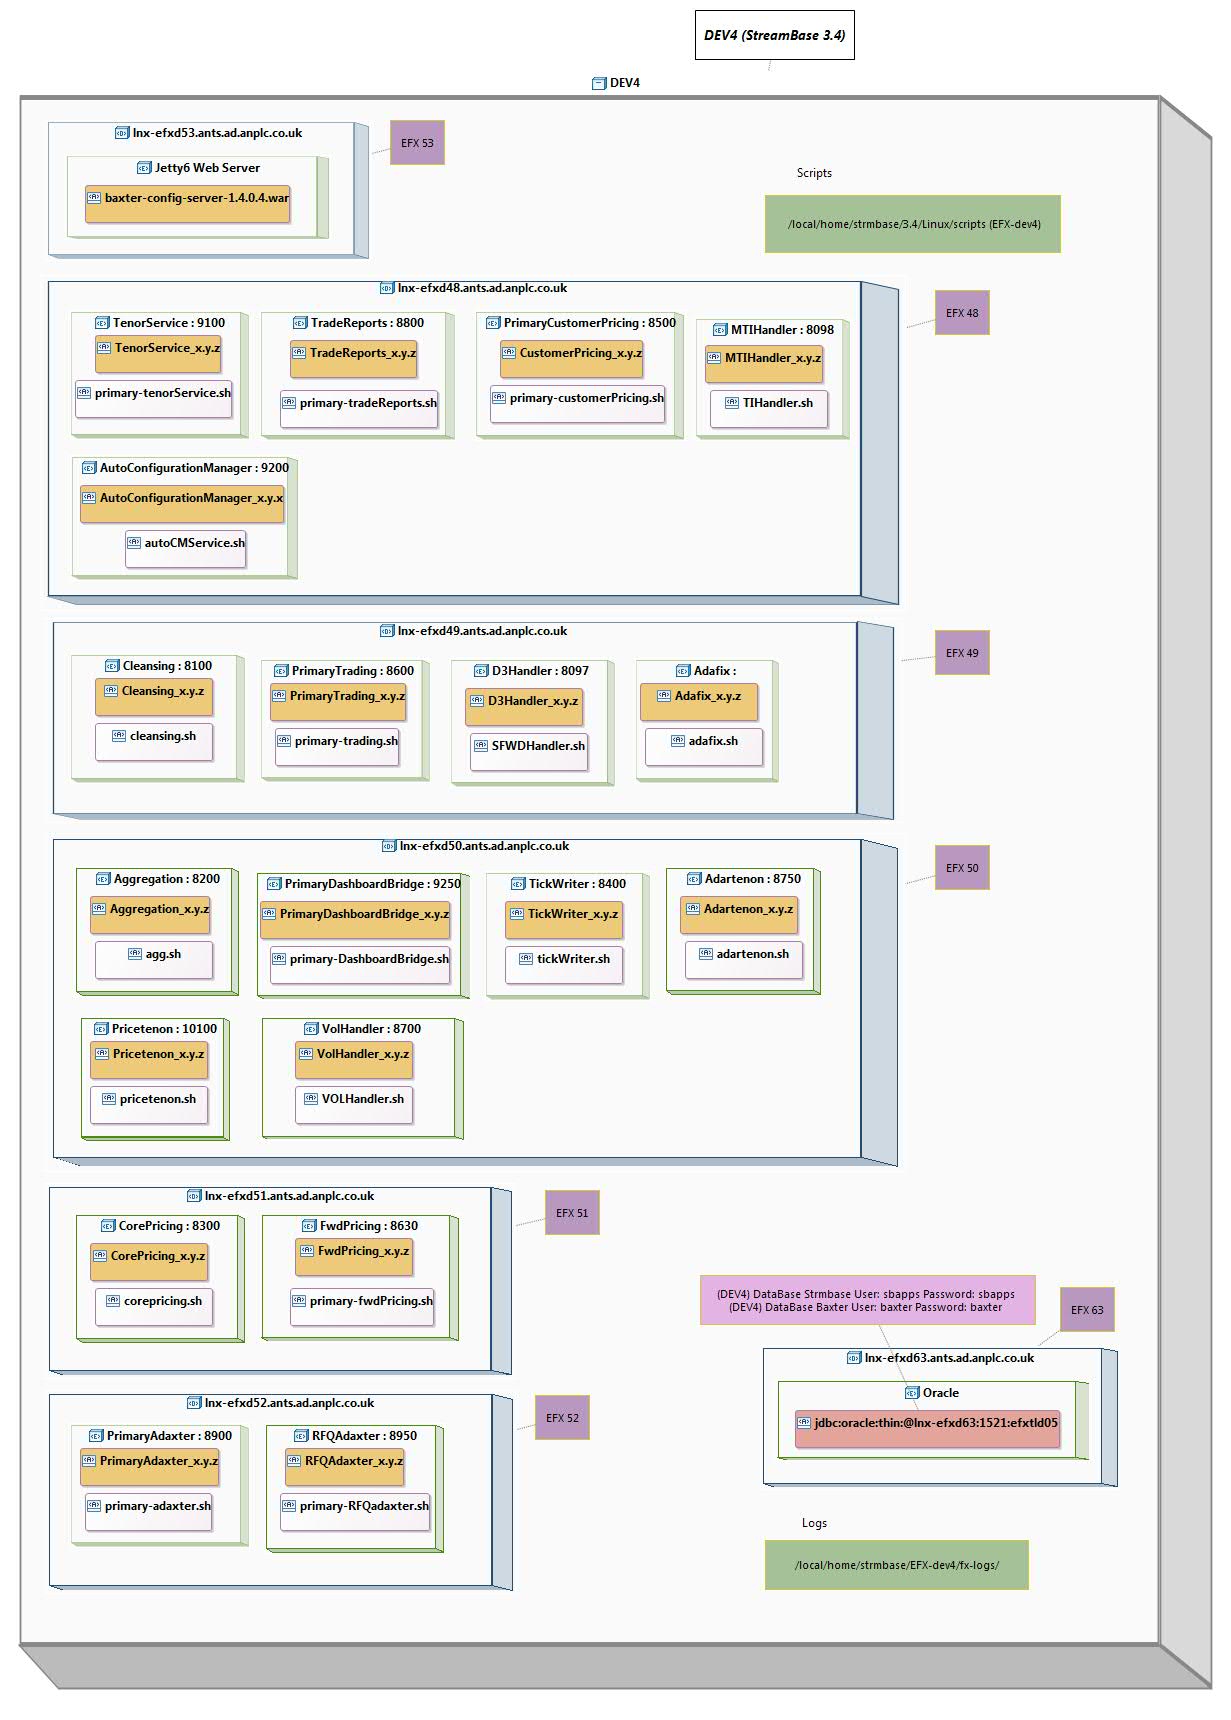 DEV4 (StreamBase 3.4)
DEV4
lnx-efxd53.ants.ad.anplc.co.uk
EFX 53
Jetty6 Web Server
baxter-config-server-1.4.0.4.war
Scripts
/local/home/strmbase/3.4/Linux/scripts (EFX-dev4)
lnx-efxd48.ants.ad.anplc.co.uk
EFX 48
TenorService : 9100
TenorService_x.y.z
primary-tenorService.sh
TradeReports : 8800
TradeReports_x.y.z
primary-tradeReports.sh
PrimaryCustomerPricing : 8500
CustomerPricing_x.y.z
primary-customerPricing.sh
MTIHandler : 8098
MTIHandler_x.y.z
TIHandler.sh
AutoConfigurationManager : 9200
AutoConfigurationManager_x.y.x
autoCMService.sh
lnx-efxd49.ants.ad.anplc.co.uk
EFX 49
Cleansing : 8100
Cleansing_x.y.z
cleansing.sh
PrimaryTrading : 8600
PrimaryTrading_x.y.z
primary-trading.sh
D3Handler : 8097
D3Handler_x.y.z
SFWDHandler.sh
Adafix :
Adafix_x.y.z
adafix.sh
lnx-efxd50.ants.ad.anplc.co.uk
EFX 50
Aggregation : 8200
Aggregation_x.y.z
agg.sh
PrimaryDashboardBridge : 9250
PrimaryDashboardBridge_x.y.z
primary-DashboardBridge.sh
TickWriter : 8400
TickWriter_x.y.z
tickWriter.sh
Adartenon : 8750
Adartenon_x.y.z
adartenon.sh
Pricetenon : 10100
Pricetenon_x.y.z
pricetenon.sh
VolHandler : 8700
VolHandler_x.y.z
VOLHandler.sh
lnx-efxd51.ants.ad.anplc.co.uk
EFX 51
CorePricing : 8300
CorePricing_x.y.z
corepricing.sh
FwdPricing : 8630
FwdPricing_x.y.z
primary-fwdPricing.sh
(DEV4) DataBase Strmbase User: sbapps Password: sbapps
(DEV4) DataBase Baxter User: baxter Password: baxter
EFX 63
lnx-efxd63.ants.ad.anplc.co.uk
Oracle
jdbc:oracle:thin:@lnx-efxd63:1521:efxtld05
lnx-efxd52.ants.ad.anplc.co.uk
EFX 52
PrimaryAdaxter : 8900
PrimaryAdaxter_x.y.z
primary-adaxter.sh
RFQAdaxter : 8950
RFQAdaxter_x.y.z
primary-RFQadaxter.sh
Logs
/local/home/strmbase/EFX-dev4/fx-logs/